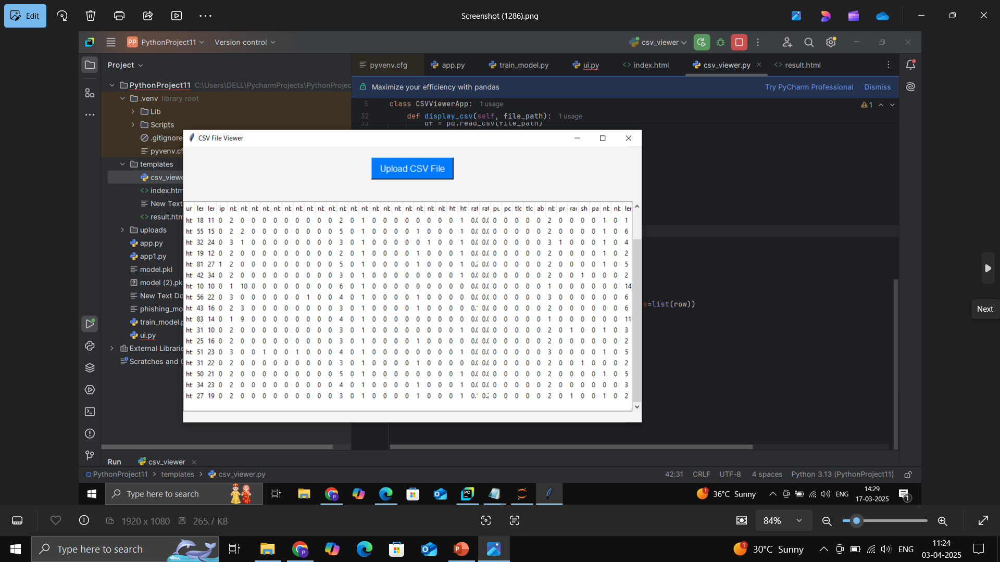 Edit
Screenshot (1286).png
PP PythonProject11
Version control
csv_viewer
Project
pyvenv.cfg
app.py
train_model.py
ui.py
index.html
csv_viewer.py
result.html
PythonProject11 C:\Users\DELL\PycharmProjects\PythonProjec
Maximize your efficiency with pandas
Try PyCharm Professional
Dismiss
.venv library root
5 class CSVViewerApp: 1 usage
1
Lib
32 def display_csv(self, file_path): 1 usage
Scripts
33 df = pd.read_csv(file_path)
.gitignore
pyvenv.cf
templates
csv_viewe
index.htm
New Text
result.htm
uploads
app.py
app1.py
model.pkl
model (2).pk
New Text Do
phishing_mo
train_model.p
ui.py
External Librarie
Scratches and C
CSV File Viewer
Upload CSV File
ur ler ler ip nb nb nb nb nb nb nb nb nb nb nb nb nb nb nb nb nb nb nb nb ht ht rat rat pu pc tlc tlc ab nb pr rai sh pa nb nb ler
ht 18 11 0 2 0 0 0 0 0 0 0 0 0 2 0 1 0 0 0 0 0 0 0 0 1 0.0 0.0 0 0 0 0 0 2 0 0 0 0 1 0 1
ht 55 15 0 2 2 0 0 0 0 0 0 0 0 5 0 1 0 0 0 0 1 0 0 0 1 0.0 0.0 0 0 0 0 0 2 0 0 0 0 1 0 6
ht 32 24 0 3 1 0 0 0 0 0 0 0 0 3 0 1 0 0 0 0 0 1 0 0 1 0.0 0.0 0 0 0 0 0 3 1 0 0 0 1 0 4
ht 19 12 0 2 0 0 0 0 0 0 0 0 0 2 0 1 0 0 0 0 1 0 0 0 1 0.0 0.0 0 0 0 0 0 2 0 0 0 0 1 0 2
ht 81 27 1 2 0 0 0 0 0 0 0 0 0 5 0 1 0 0 0 0 1 0 0 0 1 0.2 0.0 0 0 0 0 0 2 0 0 0 0 1 0 5
ht 42 34 0 2 0 0 0 0 0 0 0 0 0 3 0 1 0 0 0 0 0 0 0 0 1 0.0 0.0 0 0 0 0 0 2 0 0 1 0 0 0 2
ht 10 10 0 1 10 0 0 0 0 0 0 0 0 6 0 1 0 0 0 0 0 0 0 0 0 0.0 0.0 0 0 0 0 0 1 0 0 0 0 0 0 14
ht 56 22 0 3 0 0 0 0 0 0 1 0 0 4 0 1 0 0 0 0 1 0 0 0 1 0.0 0.0 0 0 0 0 0 3 0 0 0 0 0 0 6
ht 43 16 0 2 3 0 0 0 0 0 0 0 0 3 0 1 0 0 0 0 1 0 0 0 0 0.1 0.0 0 0 0 0 0 2 0 0 0 0 0 0 6
ht 83 14 0 1 9 0 0 0 0 0 0 0 0 4 0 1 0 0 0 0 0 0 0 0 1 0.0 0.0 0 0 0 0 0 1 0 0 0 0 1 0 11
ht 31 10 0 2 0 0 0 0 0 0 0 0 0 3 0 1 0 0 0 0 0 0 0 0 1 0.0 0.0 0 0 0 0 0 2 0 1 0 0 1 0 3
ht 25 16 0 2 0 0 0 0 0 0 0 0 0 3 0 1 0 0 0 0 1 0 0 0 0 0.0 0.0 0 0 0 0 0 2 0 0 0 0 0 0 2
ht 51 23 0 3 0 0 1 0 0 1 0 0 0 4 0 1 0 0 0 0 0 0 0 0 1 0.0 0.0 0 0 0 0 0 3 0 0 0 0 1 0 5
ht 31 22 0 2 0 0 0 0 0 0 0 0 0 3 0 1 0 0 0 0 1 0 0 0 0 0.0 0.0 0 0 0 0 0 2 0 0 1 0 0 0 2
ht 50 21 0 2 0 0 0 0 0 0 0 0 0 5 0 1 0 0 0 0 0 0 0 0 1 0.0 0.0 0 0 0 0 0 2 0 0 0 0 1 0 5
ht 34 23 0 2 0 0 0 0 0 0 0 0 0 4 0 1 0 0 0 0 1 0 0 0 1 0.0 0.0 0 0 0 0 0 2 0 0 0 0 0 0 3
ht 27 19 0 2 0 0 0 0 0 0 0 0 0 3 0 1 0 0 0 0 1 0 0 0 1 0.1 0.2 0 0 0 0 0 2 0 1 0 0 1 0 2
s=list(row))
Next
Run
csv_viewer
PythonProject11 > templates > csv_viewer.py
42:31 CRLF UTF-8 4 spaces Python 3.13 (PythonProject11)
Type here to search
36°C Sunny
ENG
14:29
17-03-2025
1
1920 x 1080
265.7 KB
84%
Type here to search
30°C Sunny
ENG
11:24
03-04-2025